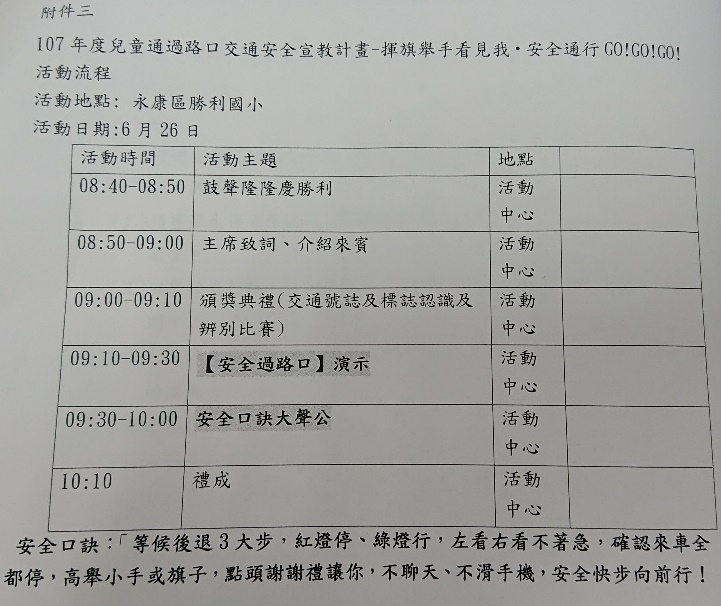 附件三
107 年度兒童通過路口交通安全宣教計畫-揮旗舉手看見我‧安全通行 GO!GO!GO!
活動流程
活動地點: 永康區勝利國小
活動日期:6 月 26 日
活動時間 活動主題 地點
08:40-08:50 鼓聲隆隆慶勝利 活動
中心
08:50-09:00 主席致詞、介紹來賓 活動
中心
09:00-09:10 頒獎典禮(交通號誌及標誌認識及 活動
辨別比賽) 中心
09:10-09:30 【安全過路口】演示 活動
中心
09:30-10:00 安全口訣大聲公 活動
中心
10:10 禮成 活動
中心
安全口訣:「等候後退 3 大步，紅燈停、綠燈行，左看右看不著急，確認來車全
都停，高舉小手或旗子，點頭謝謝禮讓你，不聊天、不滑手機，安全快步向前行！